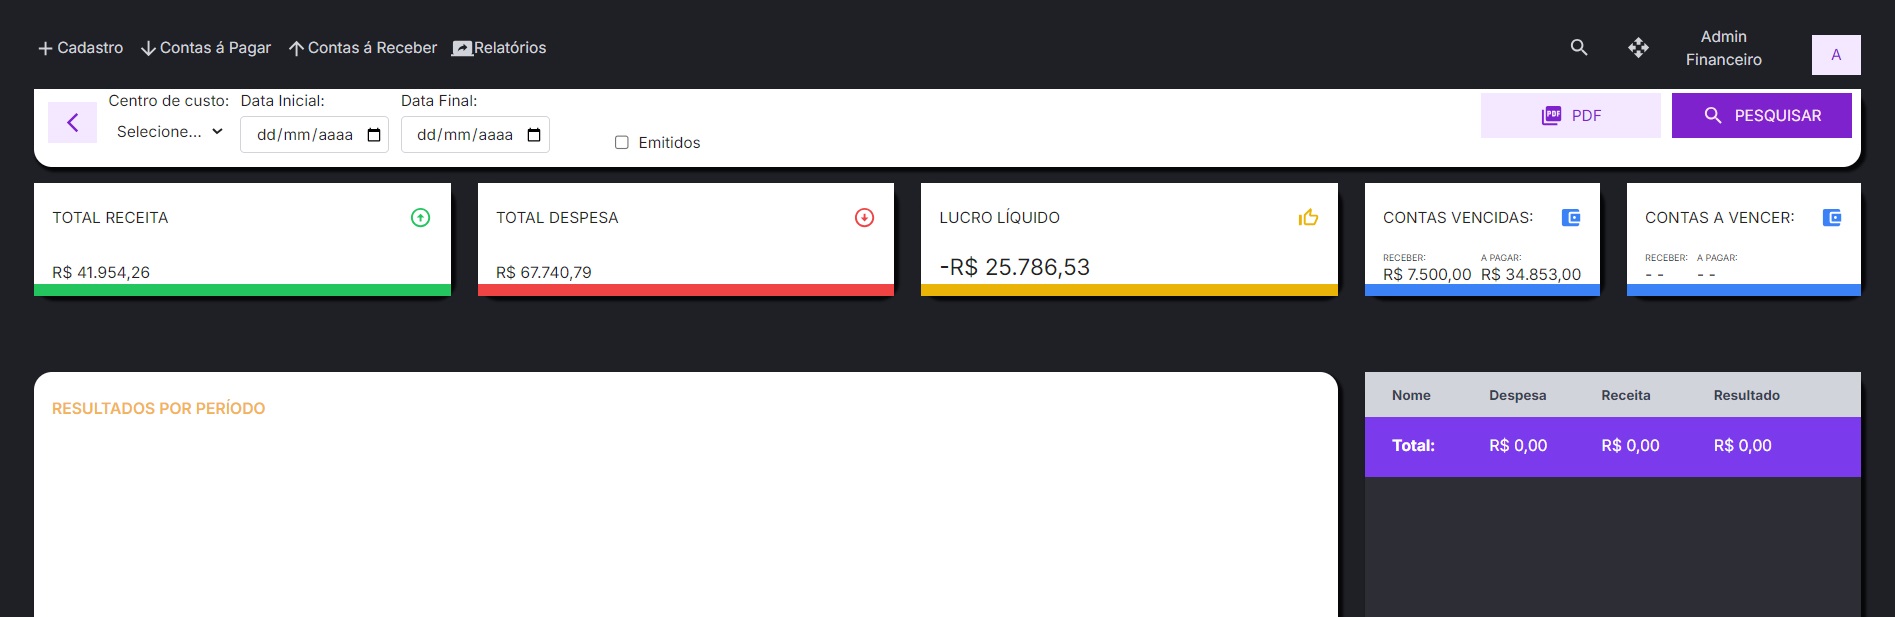 Cadastro Contas á Pagar Contas á Receber Relatórios
Admin
Financeiro
A
Centro de custo: Data Inicial: Data Final:
Selecione... dd/mm/aaaa dd/mm/aaaa Emitidos
PDF PDF PESQUISAR
TOTAL RECEITA
R$ 41.954,26
TOTAL DESPESA
R$ 67.740,79
LUCRO LÍQUIDO
-R$ 25.786,53
CONTAS VENCIDAS:
RECEBER: A PAGAR:
R$ 7.500,00 R$ 34.853,00
CONTAS A VENCER:
RECEBER: A PAGAR:
- - - -
RESULTADOS POR PERÍODO
Nome Despesa Receita Resultado
Total: R$ 0,00 R$ 0,00 R$ 0,00